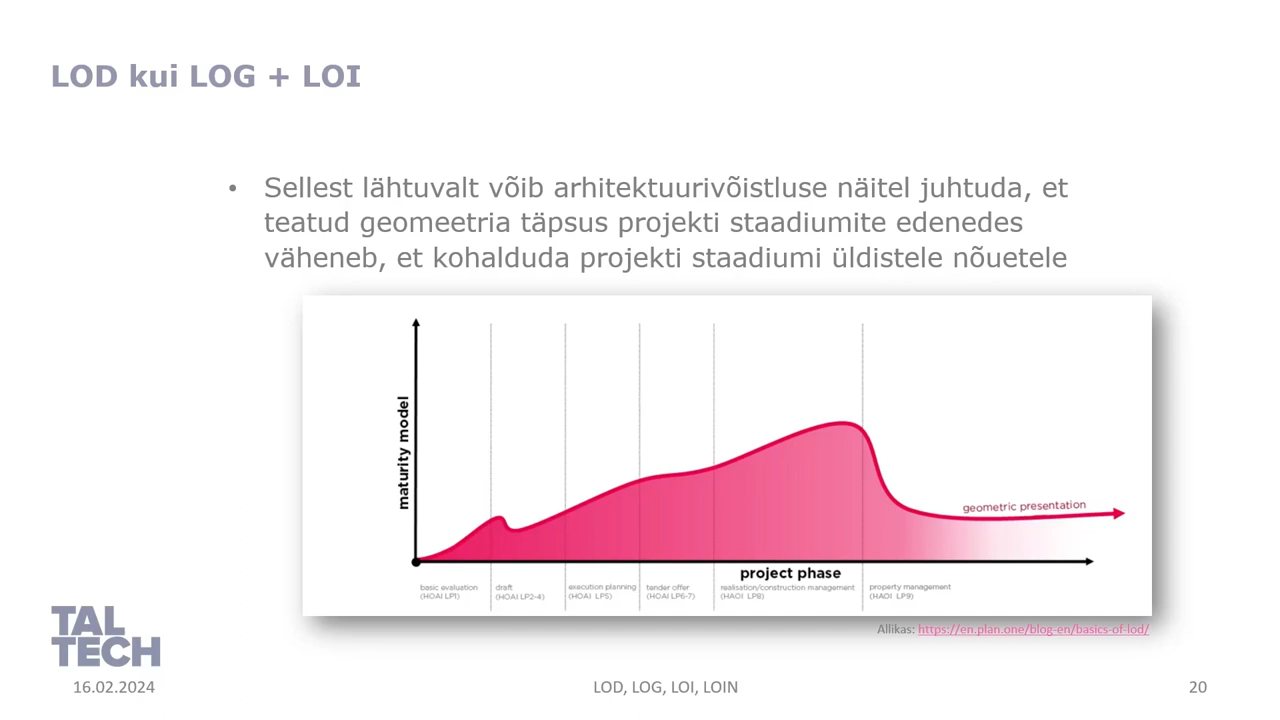 LOD kui LOG + LOI
• Sellest lähtuvalt võib arhitektuurivõistluse näitel juhtuda, et
teatud geomeetria täpsus projekti staadiumite edenedes
väheneb, et kohalduda projekti staadiumi üldistele nõuetele
maturity model
geometric presentation
project phase
basic evaluation
(HOAI LP1)
draft
(HOAI LP2-4)
execution planning
(HOAI LP5)
tender offer
(HOAI LP6-7)
realisation/construction management
(HAOI LP8)
property management
(HAOI LP9)
Allikas: https://en.plan.one/blog-en/basics-of-lod/
TAL
TECH
16.02.2024
LOD, LOG, LOI, LOIN
20